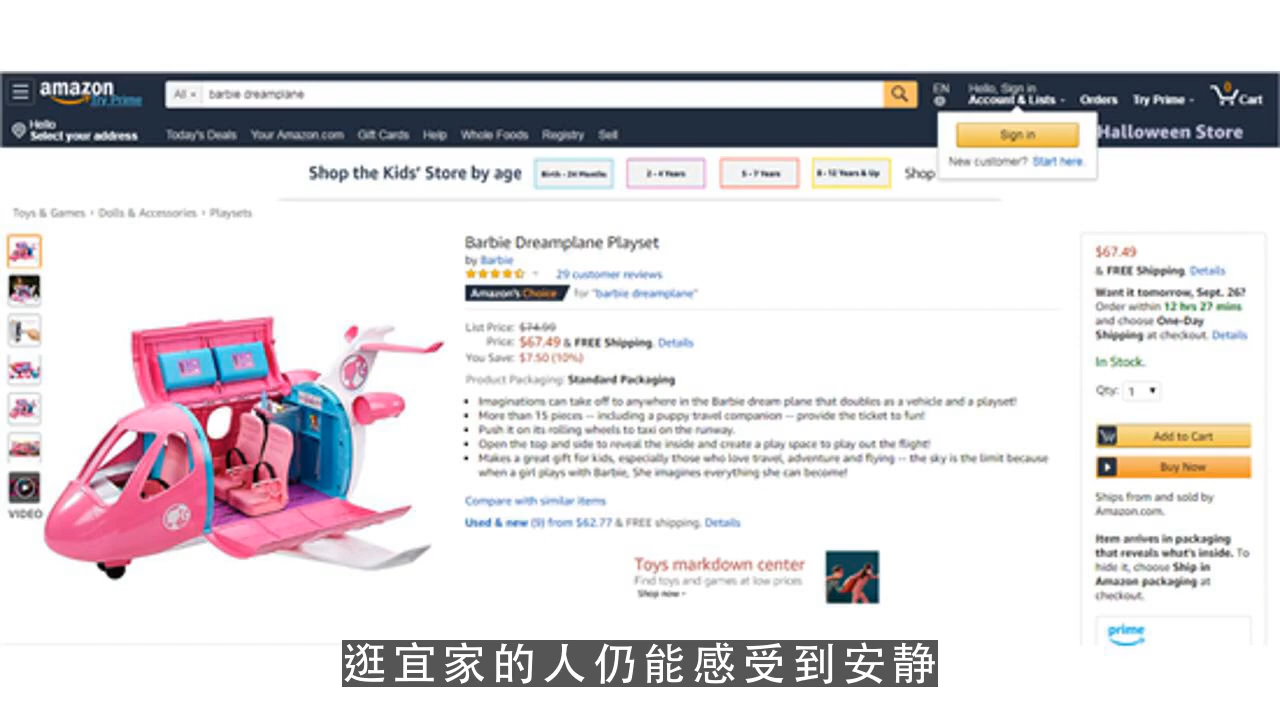 amazon
Try Prime
All
barbie dreamplane
EN
Hello, Sign in
Account & Lists
Orders
Try Prime
0
Cart
Hello
Select your address
Today's Deals
Your Amazon.com
Gift Cards
Help
Whole Foods
Registry
Sell
Sign in
New customer? Start here.
Halloween Store
Shop the Kids' Store by age
Birth - 24 Months
2 - 4 Years
5 - 7 Years
8 - 12 Years & Up
Shop
Toys & Games › Dolls & Accessories › Playsets
VIDEO
Barbie Dreamplane Playset
by Barbie
29 customer reviews
Amazon's Choice for "barbie dreamplane"
List Price: $74.99
Price: $67.49 & FREE Shipping. Details
You Save: $7.50 (10%)
Product Packaging: Standard Packaging
• Imaginations can take off to anywhere in the Barbie dream plane that doubles as a vehicle and a playset!
• More than 15 pieces -- including a puppy travel companion -- provide the ticket to fun!
• Push it on its rolling wheels to taxi on the runway.
• Open the top and side to reveal the inside and create a play space to play out the flight!
• Makes a great gift for kids, especially those who love travel, adventure and flying -- the sky is the limit because
when a girl plays with Barbie, She imagines everything she can become!
Compare with similar items
Used & new (9) from $62.77 & FREE shipping. Details
Toys markdown center
Find toys and games at low prices
Shop now ›
$67.49
& FREE Shipping. Details
Want it tomorrow, Sept. 26?
Order within 12 hrs 27 mins
and choose One-Day
Shipping at checkout. Details
In Stock.
Qty: 1
Add to Cart
Buy Now
Ships from and sold by
Amazon.com.
Item arrives in packaging
that reveals what's inside. To
hide it, choose Ship in
Amazon packaging at
checkout.
prime
逛宜家的人仍能感受到安静